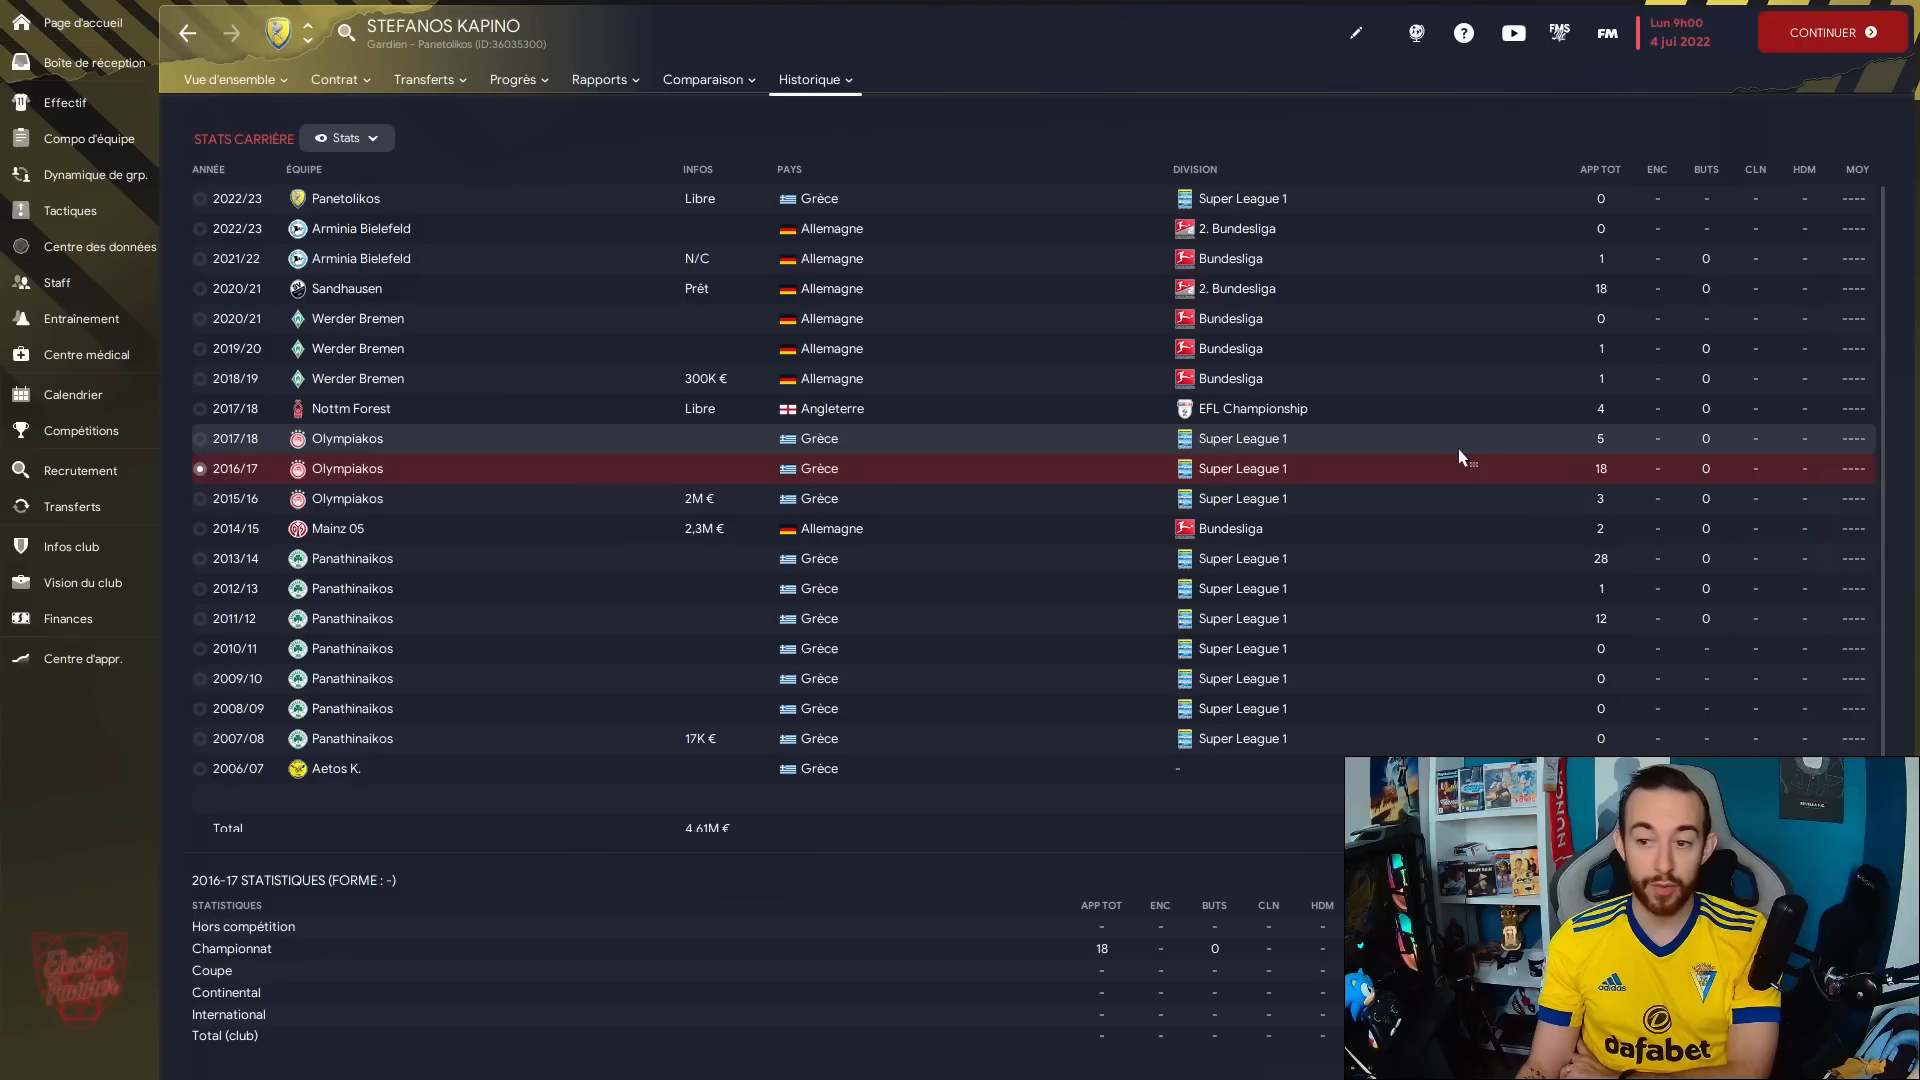 Page d'accueil
Boîte de réception
Effectif
Compo d'équipe
Dynamique de grp.
Tactiques
Centre des données
Staff
Entraînement
Centre médical
Calendrier
Compétitions
Recrutement
Transferts
Infos club
Vision du club
Finances
Centre d'appr.
Electric
Panther
STEFANOS KAPINO
Gardien - Panetolikos (ID:36035300)
FMS
FM
Lun 9h00
4 jui 2022
CONTINUER
Vue d'ensemble Contrat Transferts Progrès Rapports Comparaison Historique
STATS CARRIÈRE Stats
ANNÉE ÉQUIPE INFOS PAYS DIVISION APP TOT ENC BUTS CLN HDM MOY
2022/23 Panetolikos Libre Grèce Super League 1 0 - - - - ----
2022/23 Arminia Bielefeld Allemagne 2. Bundesliga 0 - - - - ----
2021/22 Arminia Bielefeld N/C Allemagne Bundesliga 1 - 0 - - ----
2020/21 Sandhausen Prêt Allemagne 2. Bundesliga 18 - 0 - - ----
2020/21 Werder Bremen Allemagne Bundesliga 0 - - - - ----
2019/20 Werder Bremen Allemagne Bundesliga 1 - 0 - - ----
2018/19 Werder Bremen 300K € Allemagne Bundesliga 1 - 0 - - ----
2017/18 Nottm Forest Libre Angleterre EFL Championship 4 - 0 - - ----
2017/18 Olympiakos Grèce Super League 1 5 - 0 - - ----
2016/17 Olympiakos Grèce Super League 1 18 - 0 - - ----
2015/16 Olympiakos 2M € Grèce Super League 1 3 - 0 - - ----
2014/15 Mainz 05 2,3M € Allemagne Bundesliga 2 - 0 - - ----
2013/14 Panathinaikos Grèce Super League 1 28 - 0 - - ----
2012/13 Panathinaikos Grèce Super League 1 1 - 0 - - ----
2011/12 Panathinaikos Grèce Super League 1 12 - 0 - - ----
2010/11 Panathinaikos Grèce Super League 1 0 - - - - ----
2009/10 Panathinaikos Grèce Super League 1 0 - - - - ----
2008/09 Panathinaikos Grèce Super League 1 0 - - - - ----
2007/08 Panathinaikos 17K € Grèce Super League 1 0 - - - - ----
2006/07 Aetos K. Grèce -
Total 4,61M €
2016-17 STATISTIQUES (FORME : -)
STATISTIQUES APP TOT ENC BUTS CLN HDM
Hors compétition - - - - -
Championnat 18 - 0 - -
Coupe - - - - -
Continental - - - - -
International - - - - -
Total (club) - - - - -
SEVILLA F.C.
adidas
dafabet